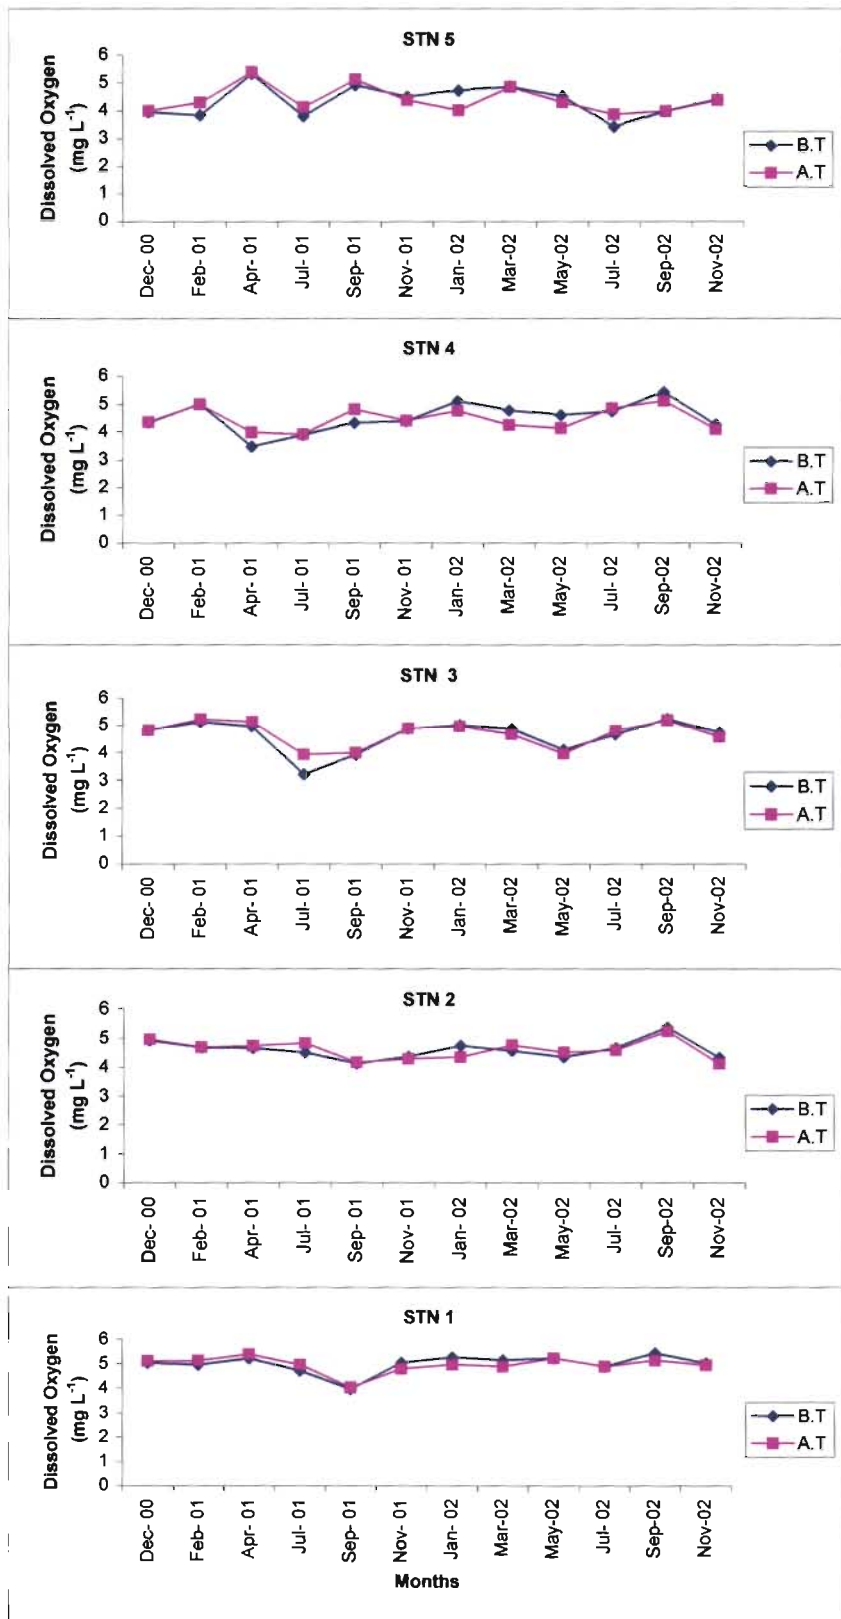 STN 5
Dissolved Oxygen
(mg L-1)
6
5
4
3
2
1
0
B.T
A.T
Dec- 00
Feb- 01
Apr- 01
Jul- 01
Sep- 01
Nov- 01
Jan- 02
Mar-02
May-02
Jul- 02
Sep-02
Nov-02
STN 4
Dissolved Oxygen
(mg L-1)
6
5
4
3
2
1
0
B.T
A.T
Dec- 00
Feb- 01
Apr- 01
Jul- 01
Sep- 01
Nov- 01
Jan- 02
Mar-02
May-02
Jul- 02
Sep-02
Nov-02
STN 3
Dissolved Oxygen
(mg L-1)
6
5
4
3
2
1
0
B.T
A.T
Dec- 00
Feb- 01
Apr- 01
Jul- 01
Sep- 01
Nov- 01
Jan- 02
Mar-02
May-02
Jul- 02
Sep-02
Nov-02
STN 2
Dissolved Oxygen
(mg L-1)
6
5
4
3
2
1
0
B.T
A.T
Dec- 00
Feb- 01
Apr- 01
Jul- 01
Sep- 01
Nov- 01
Jan- 02
Mar-02
May-02
Jul- 02
Sep-02
Nov-02
STN 1
Dissolved Oxygen
(mg L-1)
6
5
4
3
2
1
0
B.T
A.T
Dec- 00
Feb- 01
Apr- 01
Jul- 01
Sep- 01
Nov- 01
Jan- 02
Mar-02
May-02
Jul- 02
Sep-02
Nov-02
Months